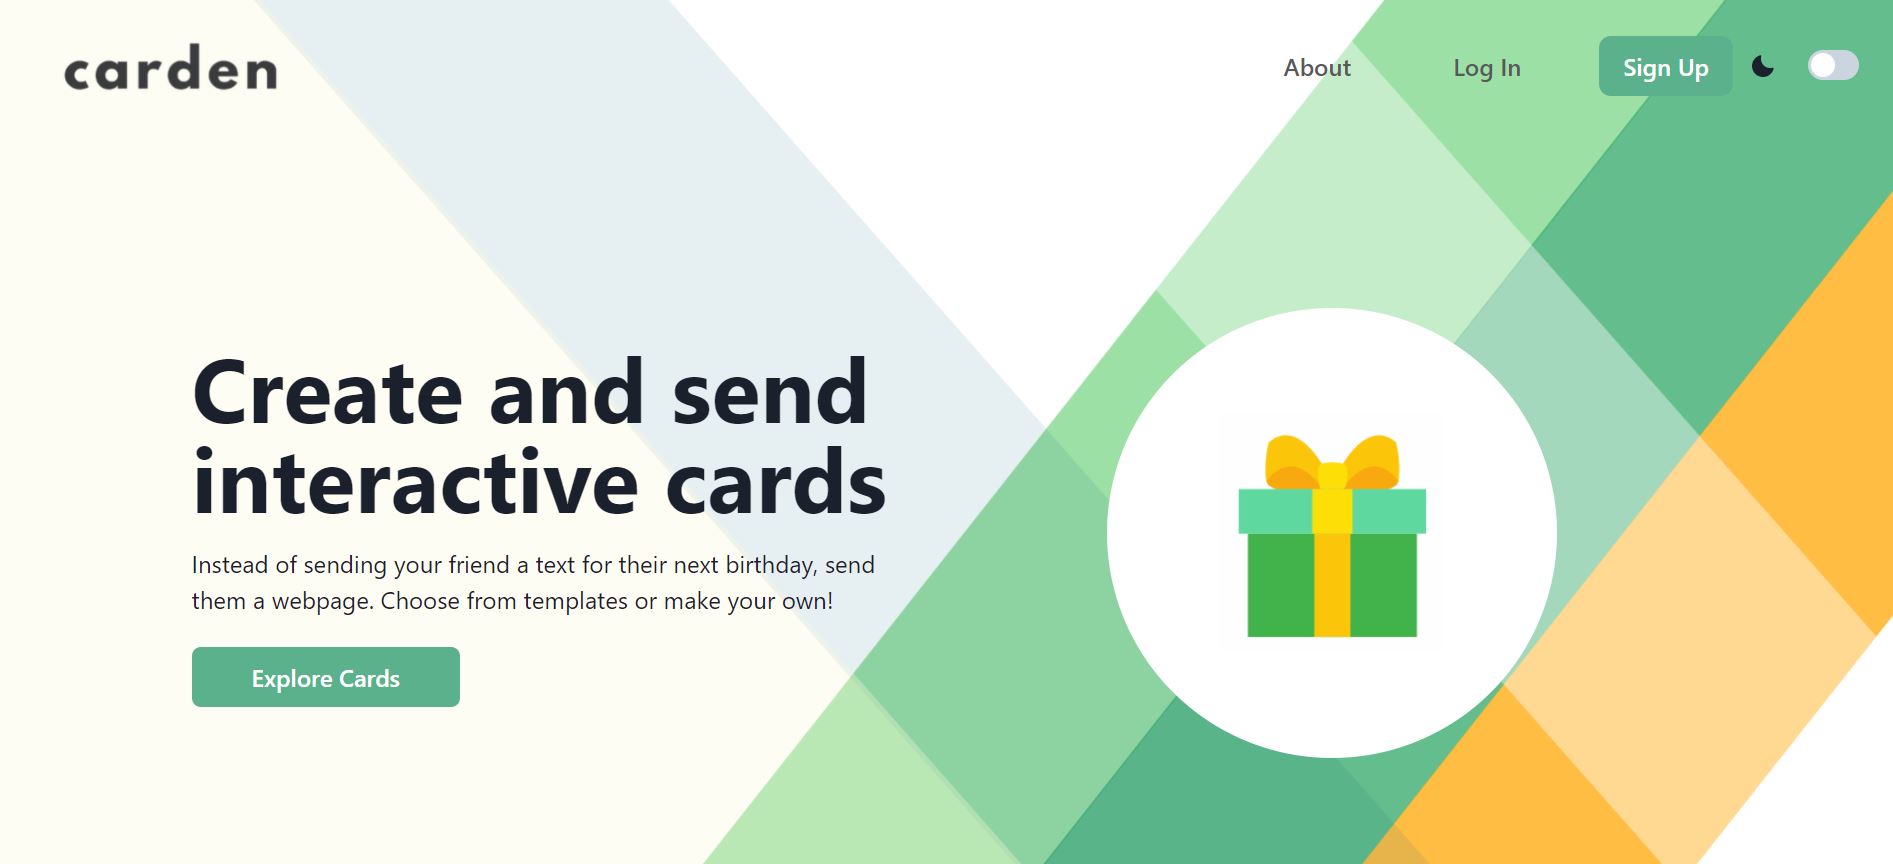 carden
About
Log In
Sign Up
Create and send
interactive cards
Instead of sending your friend a text for their next birthday, send
them a webpage. Choose from templates or make your own!
Explore Cards